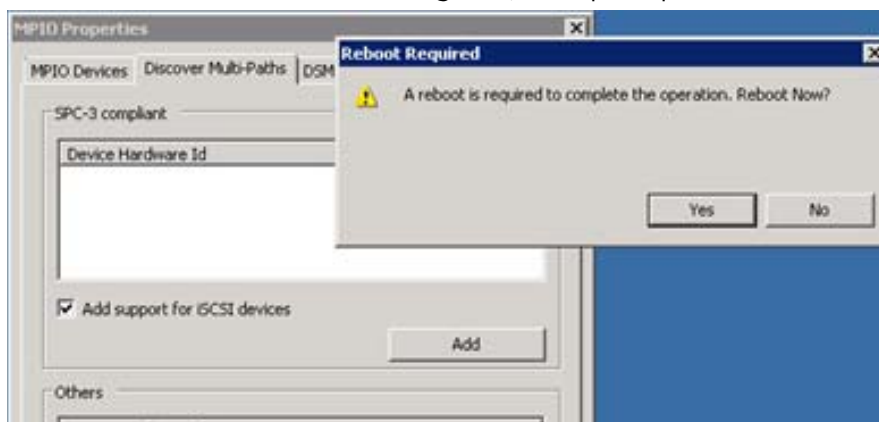 MPIO Properties
Reboot Required
MPIO Devices
Discover Multi-Paths
DSM
A reboot is required to complete the operation. Reboot Now?
SPC-3 compliant
Device Hardware Id
Yes
No
Add support for iSCSI devices
Add
Others